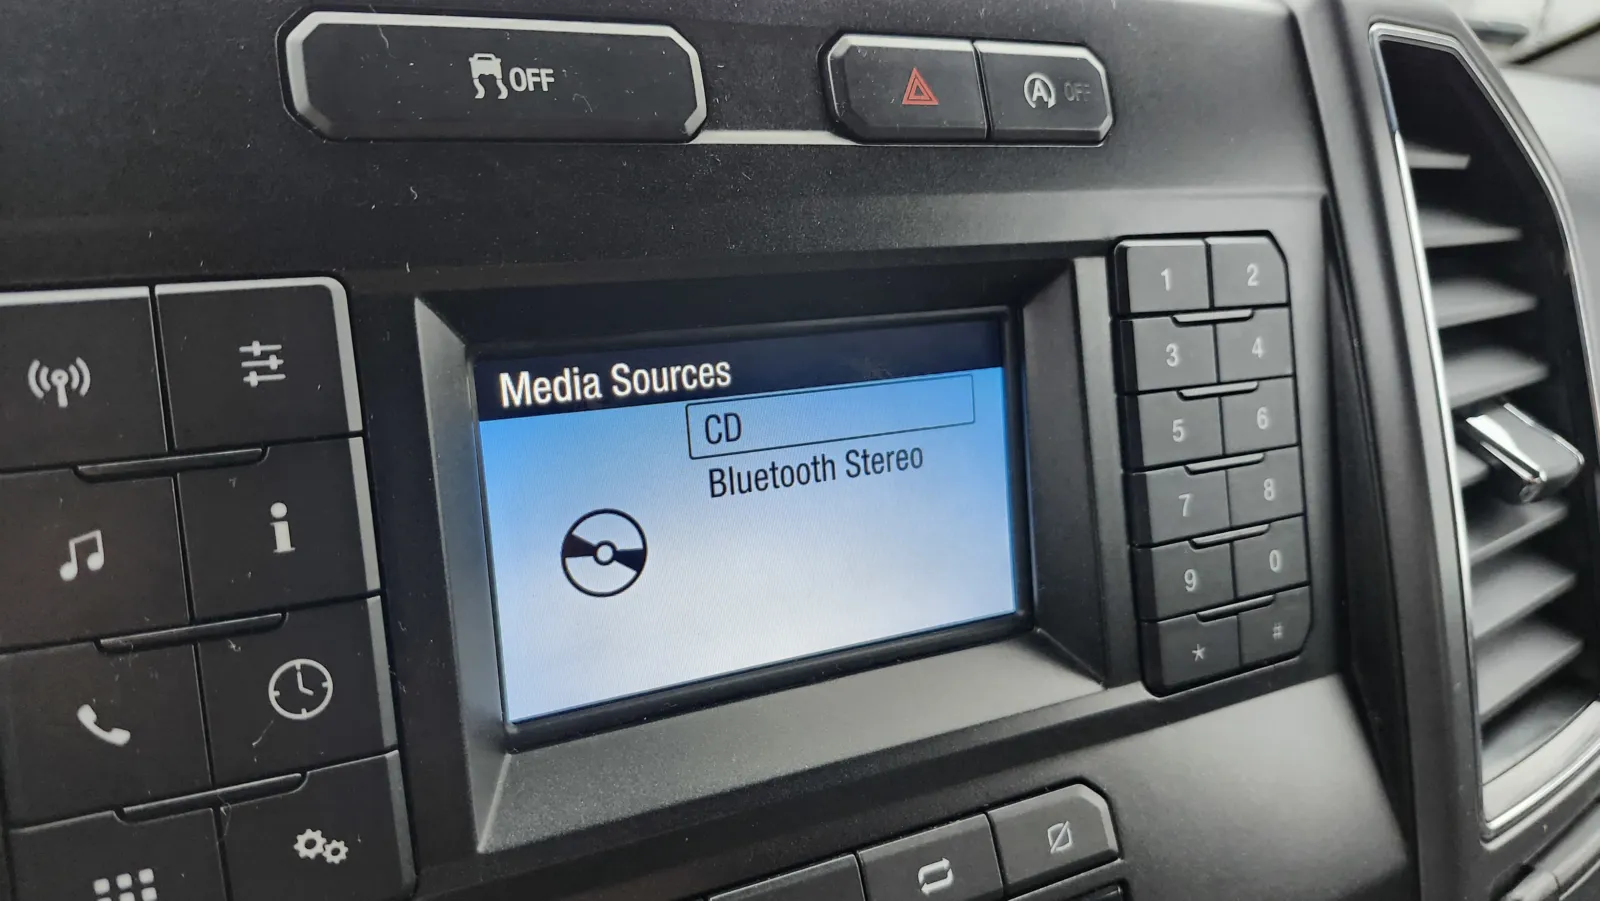 OFF
A OFF
Media Sources
CD
Bluetooth Stereo
1 2
3 4
5 6
7 8
9 0
* #